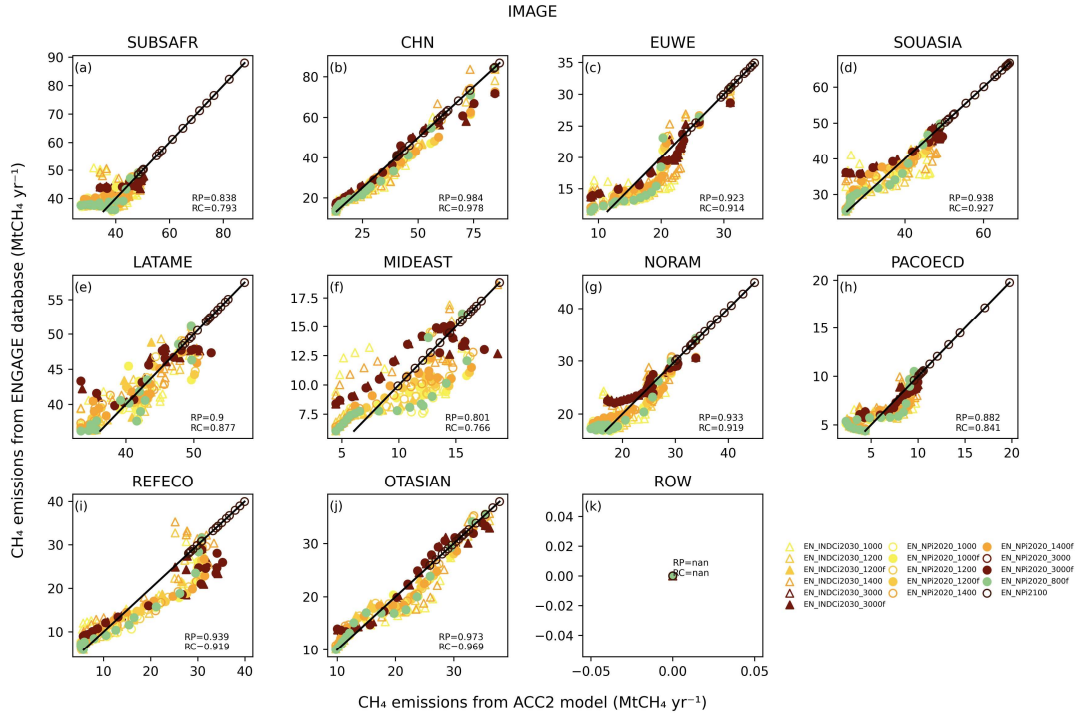 IMAGE
SUBSAFR
CHN
EUWE
SOUASIA
(a)
(b)
(c)
(d)
90
80
70
60
50
40
80
60
40
20
35
30
25
20
15
60
50
40
30
RP=0.838
RC=0.793
RP=0.984
RC=0.978
RP=0.923
RC=0.914
RP=0.938
RC=0.927
40 60 80
25 50 75
10 20 30
40 60
LATAME
MIDEAST
NORAM
PACOECD
(e)
(f)
(g)
(h)
55
50
45
40
17.5
15.0
12.5
10.0
7.5
40
30
20
20
15
10
5
RP=0.9
RC=0.877
RP=0.801
RC=0.766
RP=0.933
RC=0.919
RP=0.882
RC=0.841
40 50
5 10 15
20 30 40
5 10 15 20
REFECO
OTASIAN
ROW
(i)
(j)
(k)
40
30
20
10
30
20
10
0.04
0.02
0.00
−0.02
−0.04
RP=0.939
RC=0.919
RP=0.973
RC=0.969
RP=nan
RC=nan
10 20 30 40
10 20 30
−0.05 0.00 0.05
CH₄ emissions from ENGAGE database (MtCH₄ yr⁻¹)
CH₄ emissions from ACC2 model (MtCH₄ yr⁻¹)
EN_INDCi2030_1000
EN_INDCi2030_1200
EN_INDCi2030_1200f
EN_INDCi2030_1400
EN_INDCi2030_3000
EN_INDCi2030_3000f
EN_NPi2020_1000
EN_NPi2020_1000f
EN_NPi2020_1200
EN_NPi2020_1200f
EN_NPi2020_1400
EN_NPi2020_1400f
EN_NPi2020_3000
EN_NPi2020_3000f
EN_NPi2020_800f
EN_NPi2100